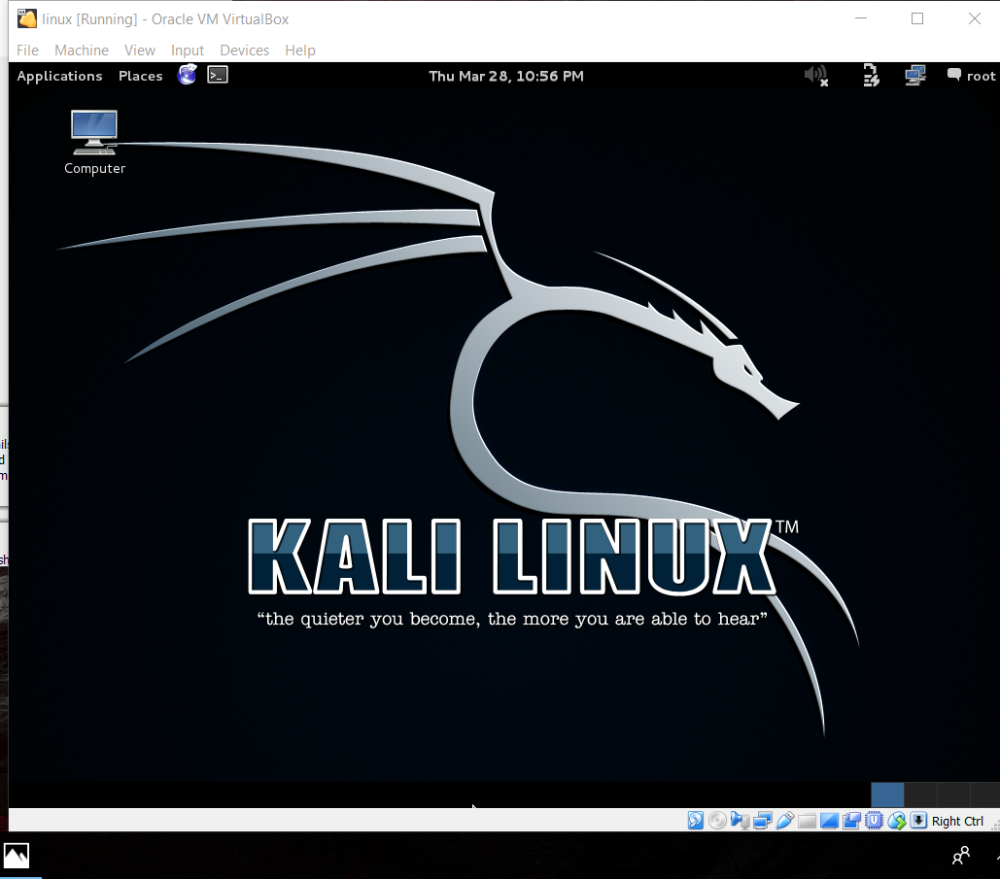 linux [Running] - Oracle VM VirtualBox
File Machine View Input Devices Help
Applications Places Thu Mar 28, 10:56 PM root
Computer
KALI LINUX™
“the quieter you become, the more you are able to hear”
Right Ctrl